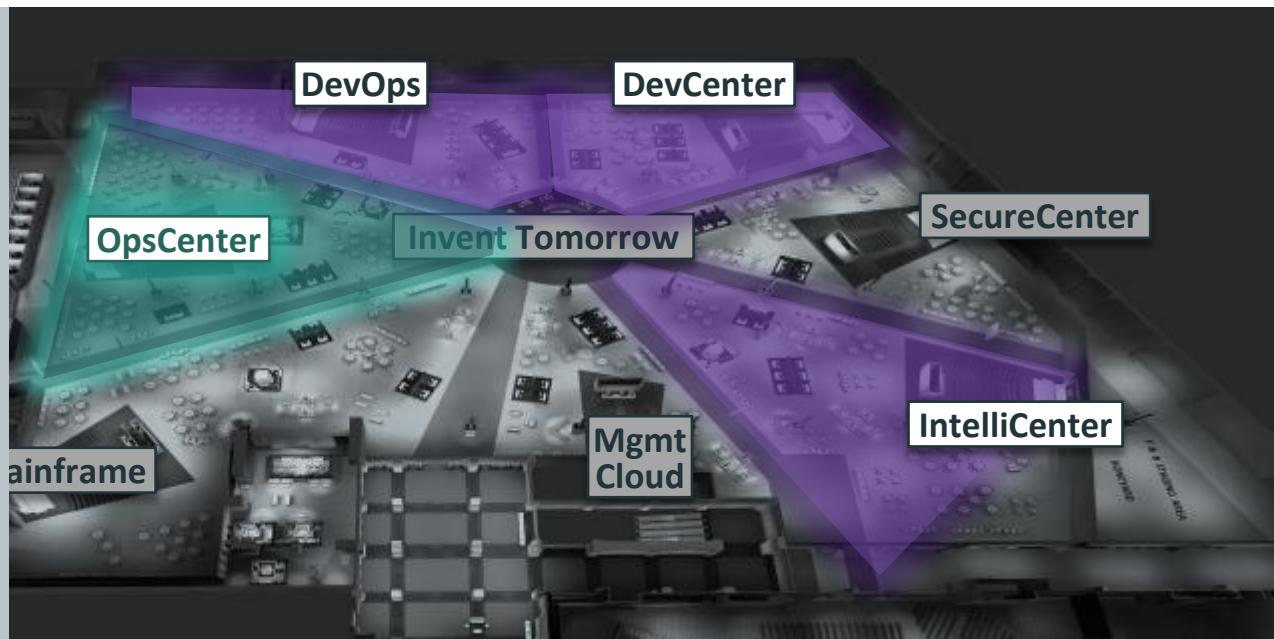 DevOps
DevCenter
SecureCenter
OpsCenter
Invent Tomorrow
IntelliCenter
Mgmt
Cloud
ainframe